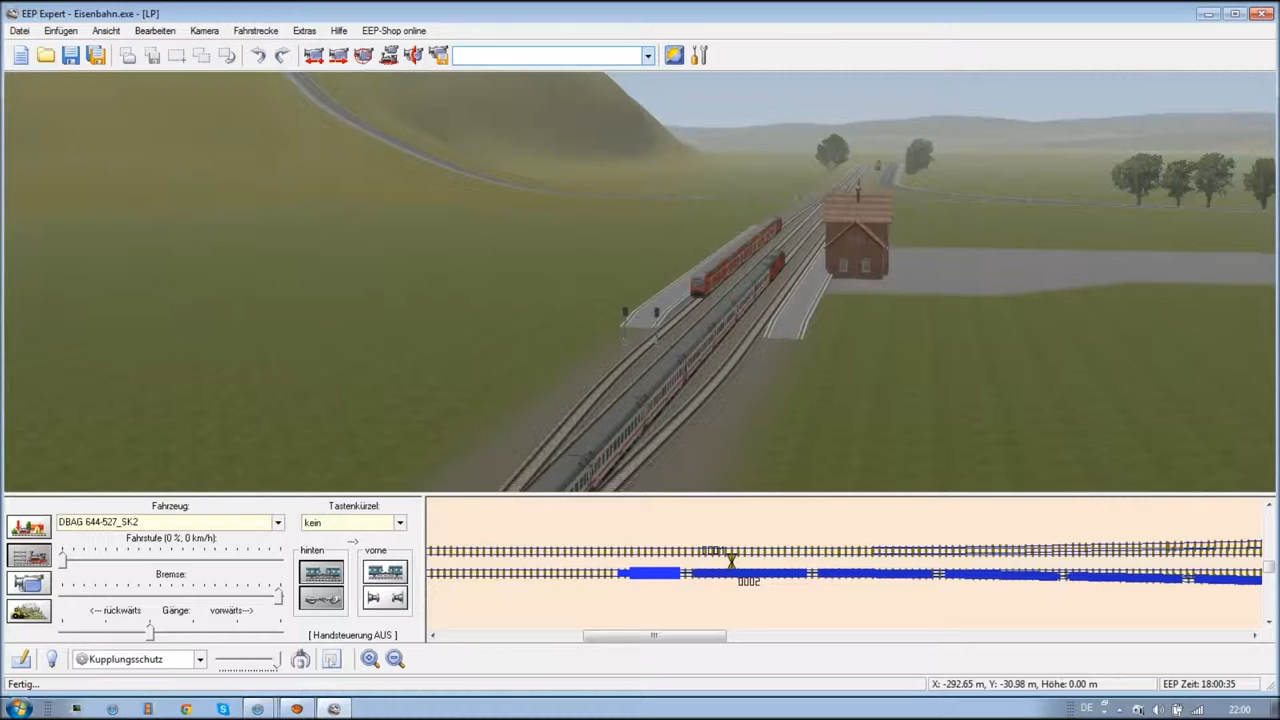 EEP Expert - Eisenbahn.exe - [LP]
Datei Einfügen Ansicht Bearbeiten Kamera Fahrstrecke Extras Hilfe EEP-Shop online
Fahrzeug: Tastenkürzel:
DBAG 644-527_SK2 kein
Fahrstufe (0 %, 0 km/h): -->
hinten vorne
Bremse:
<--- rückwärts Gänge: vorwärts--->
[ Handsteuerung AUS ]
0002
Kupplungsschutz
Fertig... X: -292.65 m, Y: -30.98 m, Höhe: 0.00 m EEP Zeit: 18:00:35
DE 22:00